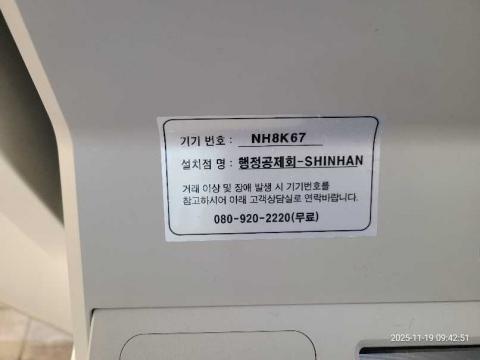 기기 번호 : NH8K67
설치점 명 : 행정공제회-SHINHAN
거래 이상 및 장애 발생 시 기기번호를
참고하시어 아래 고객상담실로 연락바랍니다.
080-920-2220(무료)
2025-11-19 09:42:51